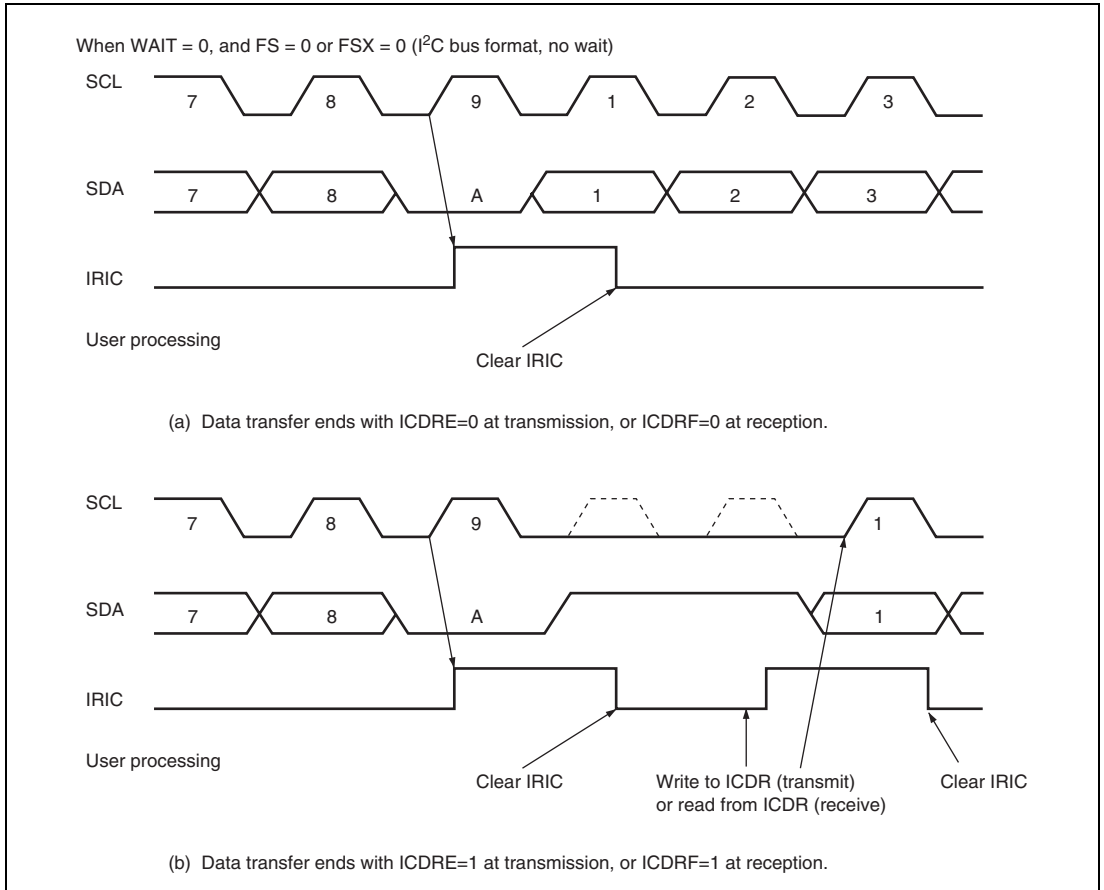 When WAIT = 0, and FS = 0 or FSX = 0 (I²C bus format, no wait)
SCL
7 8 9 1 2 3
SDA
7 8 A 1 2 3
IRIC
User processing
Clear IRIC
(a) Data transfer ends with ICDRE=0 at transmission, or ICDRF=0 at reception.
SCL
7 8 9 1
SDA
7 8 A 1
IRIC
User processing
Clear IRIC
Write to ICDR (transmit)
or read from ICDR (receive)
Clear IRIC
(b) Data transfer ends with ICDRE=1 at transmission, or ICDRF=1 at reception.